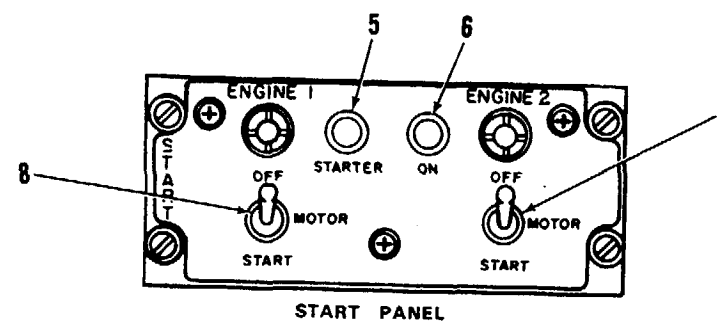 5 6
ENGINE 1 ENGINE 2
START
STARTER ON
OFF OFF
8
MOTOR MOTOR
START START
START PANEL